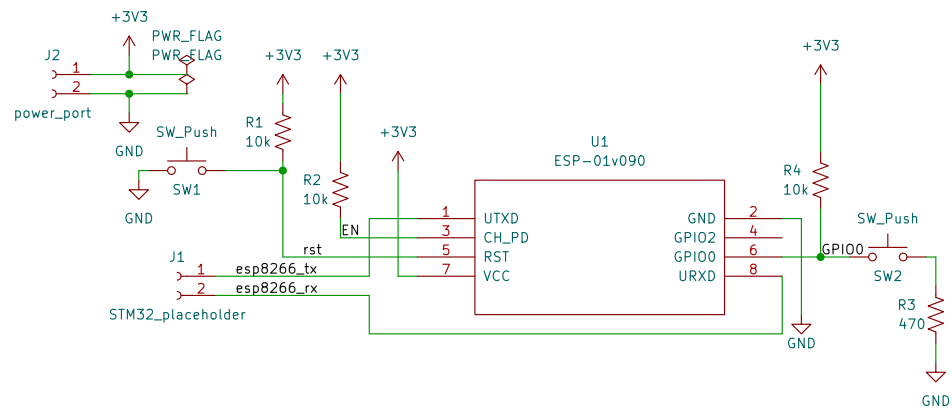 +3V3
PWR_FLAG
PWR_FLAG
J2
1
2
power_port
GND
+3V3
+3V3
R1
10k
SW_Push
SW1
GND
+3V3
R2
10k
EN
rst
J1
1
esp8266_tx
2
esp8266_rx
STM32_placeholder
U1
ESP-01v090
1
UTXD
3
CH_PD
5
RST
7
VCC
GND
2
GPIO2
4
GPIO0
6
URXD
8
GND
+3V3
R4
10k
GPIO0
SW_Push
SW2
R3
470
GND